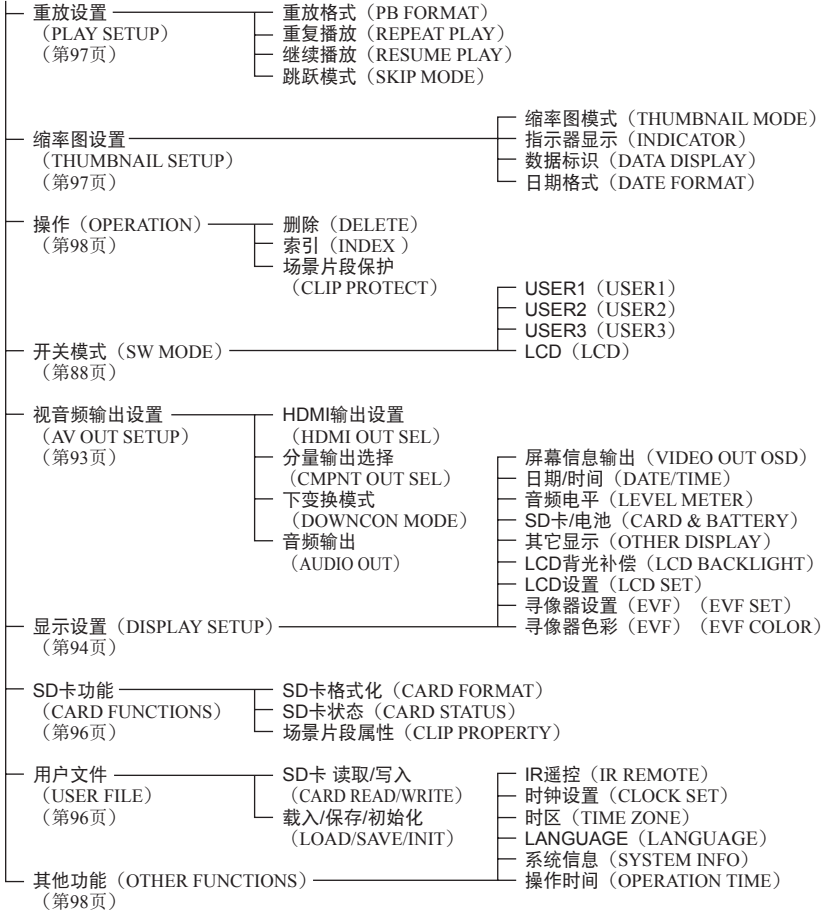 重放设置
（PLAY SETUP）
（第97页）
重放格式（PB FORMAT）
重复播放（REPEAT PLAY）
继续播放（RESUME PLAY）
跳跃模式（SKIP MODE）
缩率图设置
（THUMBNAIL SETUP）
（第97页）
缩率图模式（THUMBNAIL MODE）
指示器显示（INDICATOR）
数据标识（DATA DISPLAY）
日期格式（DATE FORMAT）
操作（OPERATION）
（第98页）
删除（DELETE）
索引（INDEX ）
场景片段保护
（CLIP PROTECT）
开关模式（SW MODE）
（第88页）
USER1（USER1）
USER2（USER2）
USER3（USER3）
LCD（LCD）
视音频输出设置
（AV OUT SETUP）
（第93页）
HDMI输出设置
（HDMI OUT SEL）
分量输出选择
（CMPNT OUT SEL）
下变换模式
（DOWNCON MODE）
音频输出
（AUDIO OUT）
显示设置（DISPLAY SETUP）
（第94页）
屏幕信息输出（VIDEO OUT OSD）
日期/时间（DATE/TIME）
音频电平（LEVEL METER）
SD卡/电池（CARD & BATTERY）
其它显示（OTHER DISPLAY）
LCD背光补偿（LCD BACKLIGHT）
LCD设置（LCD SET）
寻像器设置（EVF）（EVF SET）
寻像器色彩（EVF）（EVF COLOR）
SD卡功能
（CARD FUNCTIONS）
（第96页）
SD卡格式化（CARD FORMAT）
SD卡状态（CARD STATUS）
场景片段属性（CLIP PROPERTY）
用户文件
（USER FILE）
（第96页）
SD卡 读取/写入
（CARD READ/WRITE）
载入/保存/初始化
（LOAD/SAVE/INIT）
其他功能（OTHER FUNCTIONS）
（第98页）
IR遥控（IR REMOTE）
时钟设置（CLOCK SET）
时区（TIME ZONE）
LANGUAGE（LANGUAGE）
系统信息（SYSTEM INFO）
操作时间（OPERATION TIME）